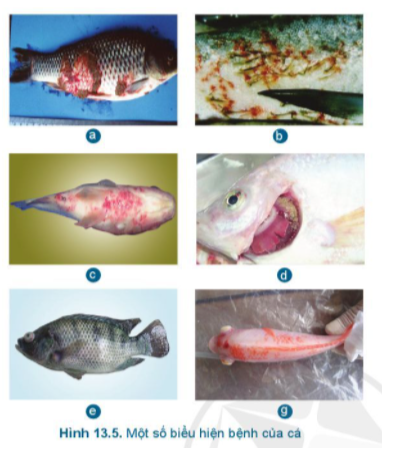 a
b
c
d
e
g
Hình 13.5. Một số biểu hiện bệnh của cá